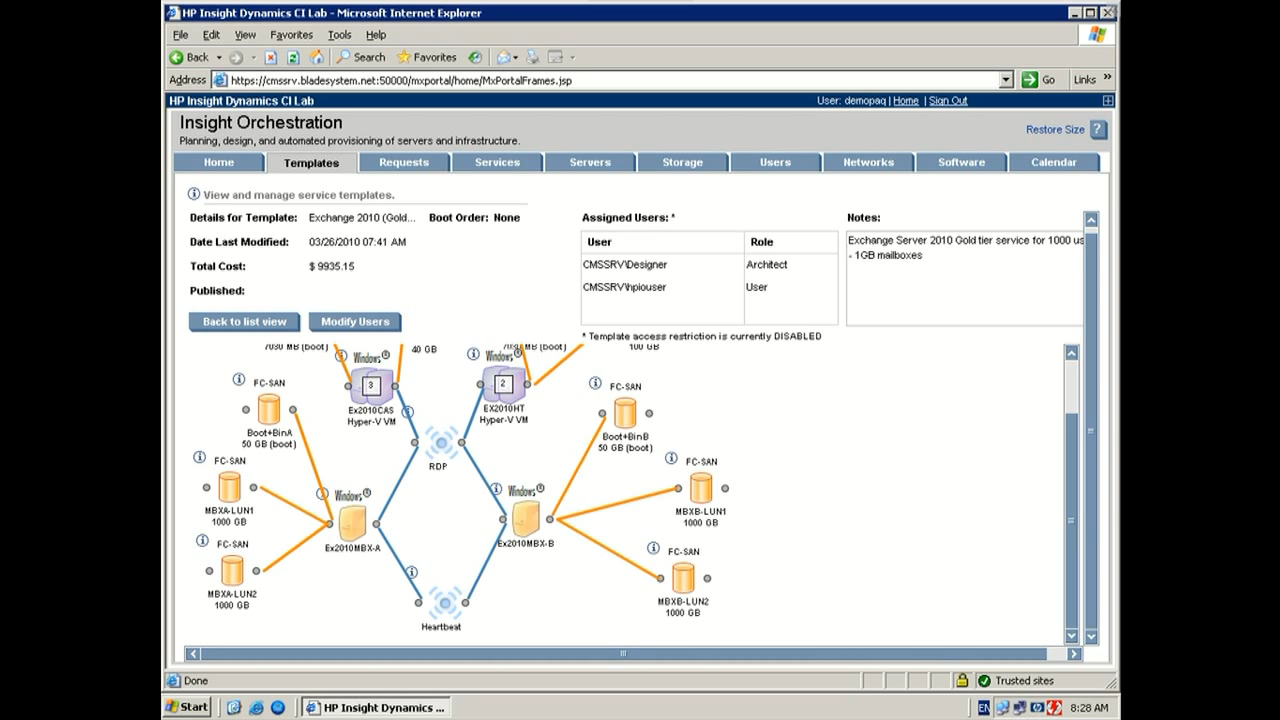 HP Insight Dynamics CI Lab - Microsoft Internet Explorer
File Edit View Favorites Tools Help
Back Search Favorites
Address https://cmssrv.bladesystem.net:50000/mxportal/home/MxPortalFrames.jsp Go Links »
HP Insight Dynamics CI Lab User: demopaq | Home | Sign Out
Insight Orchestration
Planning, design, and automated provisioning of servers and infrastructure.
Restore Size ?
Home Templates Requests Services Servers Storage Users Networks Software Calendar
View and manage service templates.
Details for Template: Exchange 2010 (Gold... Boot Order: None
Date Last Modified: 03/26/2010 07:41 AM
Total Cost: $ 9935.15
Published:
Back to list view Modify Users
Assigned Users: *
User Role
CMSSRV\Designer Architect
CMSSRV\hpiouser User
* Template access restriction is currently DISABLED
Notes:
Exchange Server 2010 Gold tier service for 1000 us
- 1GB mailboxes
7030 MB (boot) 40 GB MB (boot) 100 GB
Windows® Windows®
3 2
Ex2010CAS
Hyper-V VM
EX2010HT
Hyper-V VM
FC-SAN
Boot+BinA
50 GB (boot)
FC-SAN
Boot+BinB
50 GB (boot)
RDP
FC-SAN
MBXA-LUN1
1000 GB
Windows®
Ex2010MBX-A
Windows®
Ex2010MBX-B
FC-SAN
MBXB-LUN1
1000 GB
FC-SAN
MBXA-LUN2
1000 GB
FC-SAN
MBXB-LUN2
1000 GB
Heartbeat
Done Trusted sites
Start HP Insight Dynamics ... EN 8:28 AM